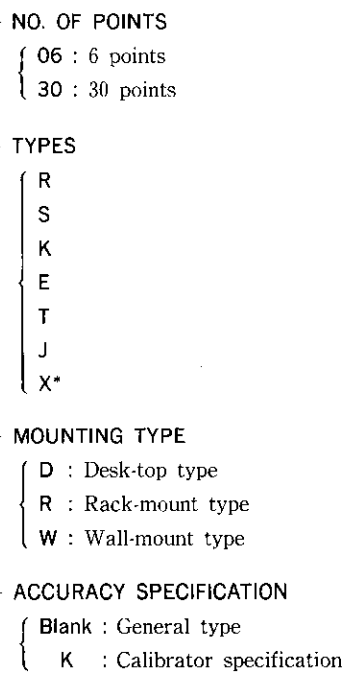 NO. OF POINTS
06 : 6 points
30 : 30 points
TYPES
R
S
K
E
T
J
X*
MOUNTING TYPE
D : Desk-top type
R : Rack-mount type
W : Wall-mount type
ACCURACY SPECIFICATION
Blank : General type
K : Calibrator specification